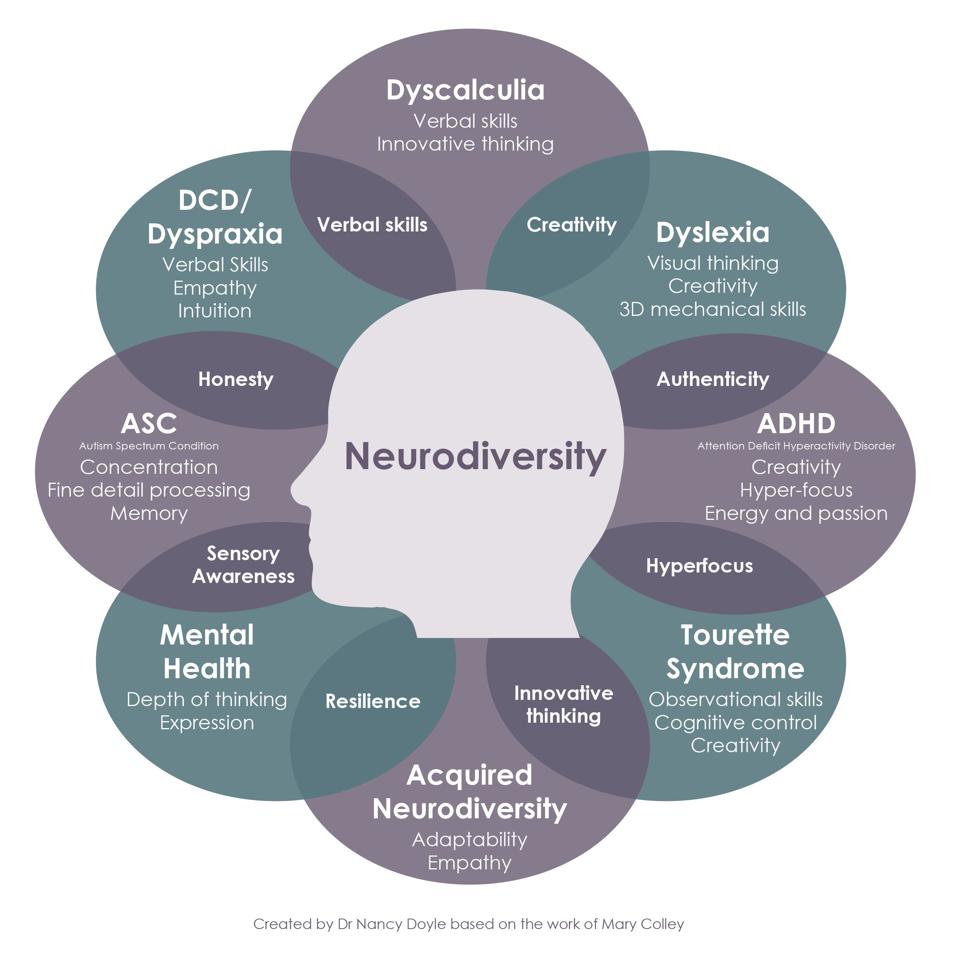 Dyscalculia
Verbal skills
Innovative thinking
DCD/
Dyspraxia
Verbal Skills
Empathy
Intuition
Verbal skills
Creativity
Dyslexia
Visual thinking
Creativity
3D mechanical skills
Honesty
Authenticity
ASC
Autism Spectrum Condition
Concentration
Fine detail processing
Memory
Neurodiversity
ADHD
Attention Deficit Hyperactivity Disorder
Creativity
Hyper-focus
Energy and passion
Sensory
Awareness
Hyperfocus
Mental
Health
Depth of thinking
Expression
Resilience
Innovative
thinking
Tourette
Syndrome
Observational skills
Cognitive control
Creativity
Acquired
Neurodiversity
Adaptability
Empathy
Created by Dr Nancy Doyle based on the work of Mary Colley